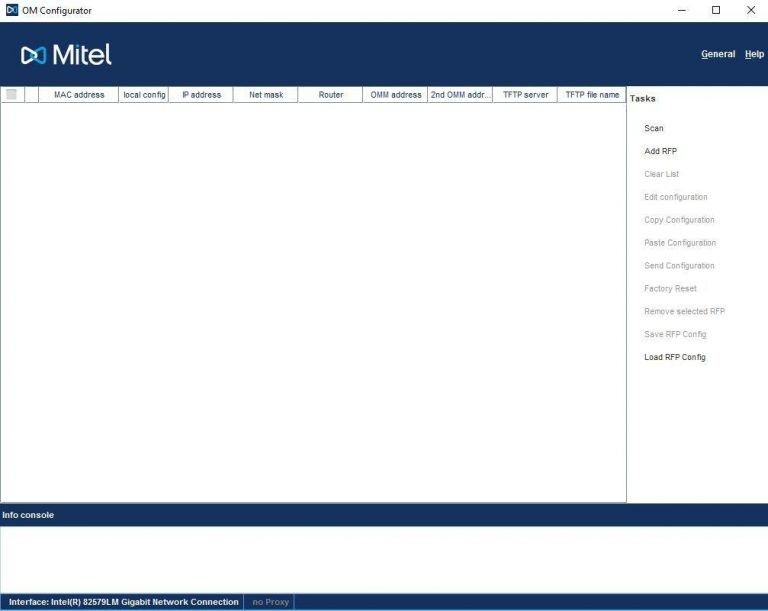 OM Configurator
Mitel
General Help
MAC address local config IP address Net mask Router OMM address 2nd OMM addr... TFTP server TFTP file name
Tasks
Scan
Add RFP
Clear List
Edit configuration
Copy Configuration
Paste Configuration
Send Configuration
Factory Reset
Remove selected RFP
Save RFP Config
Load RFP Config
Info console
Interface: Intel(R) 82579LM Gigabit Network Connection no Proxy